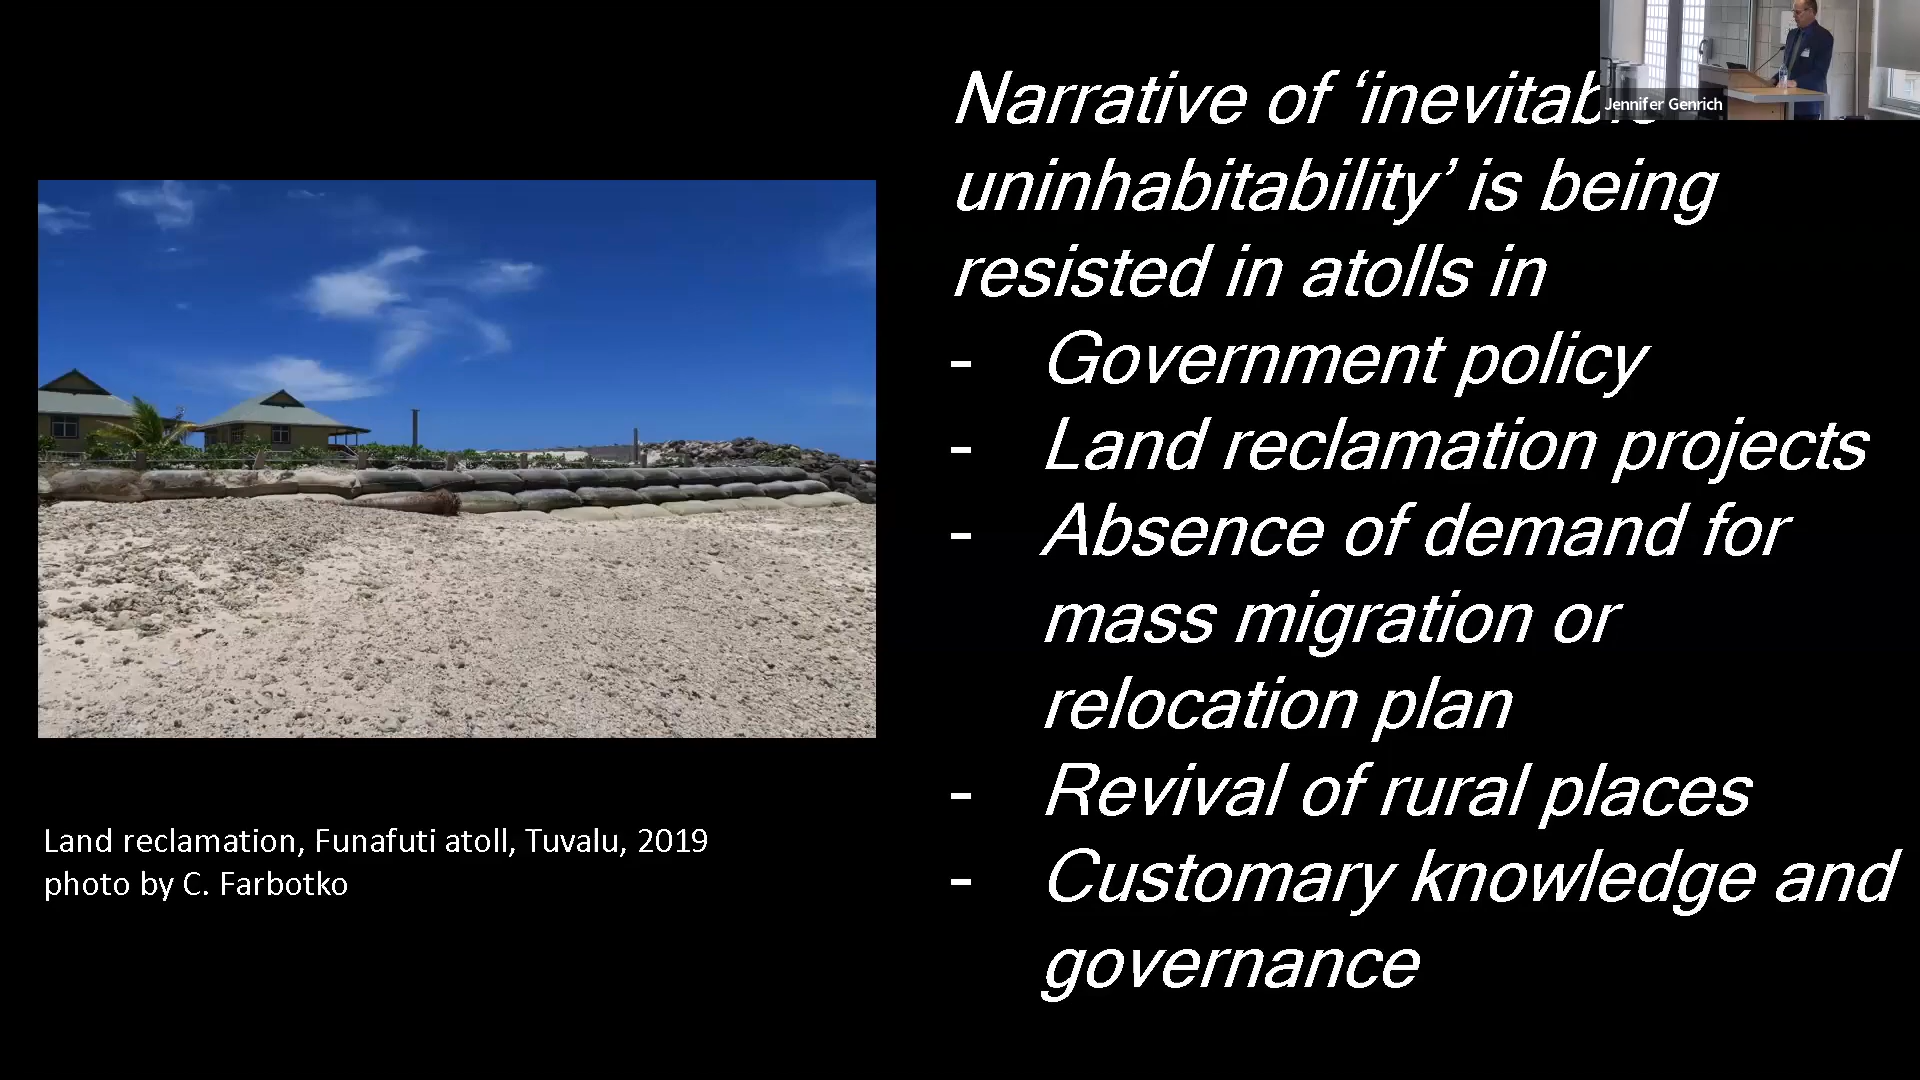 Narrative of ‘inevitab
Jennifer Genrich
uninhabitability’ is being
resisted in atolls in
- Government policy
- Land reclamation projects
- Absence of demand for
mass migration or
relocation plan
- Revival of rural places
- Customary knowledge and
governance
Land reclamation, Funafuti atoll, Tuvalu, 2019
photo by C. Farbotko